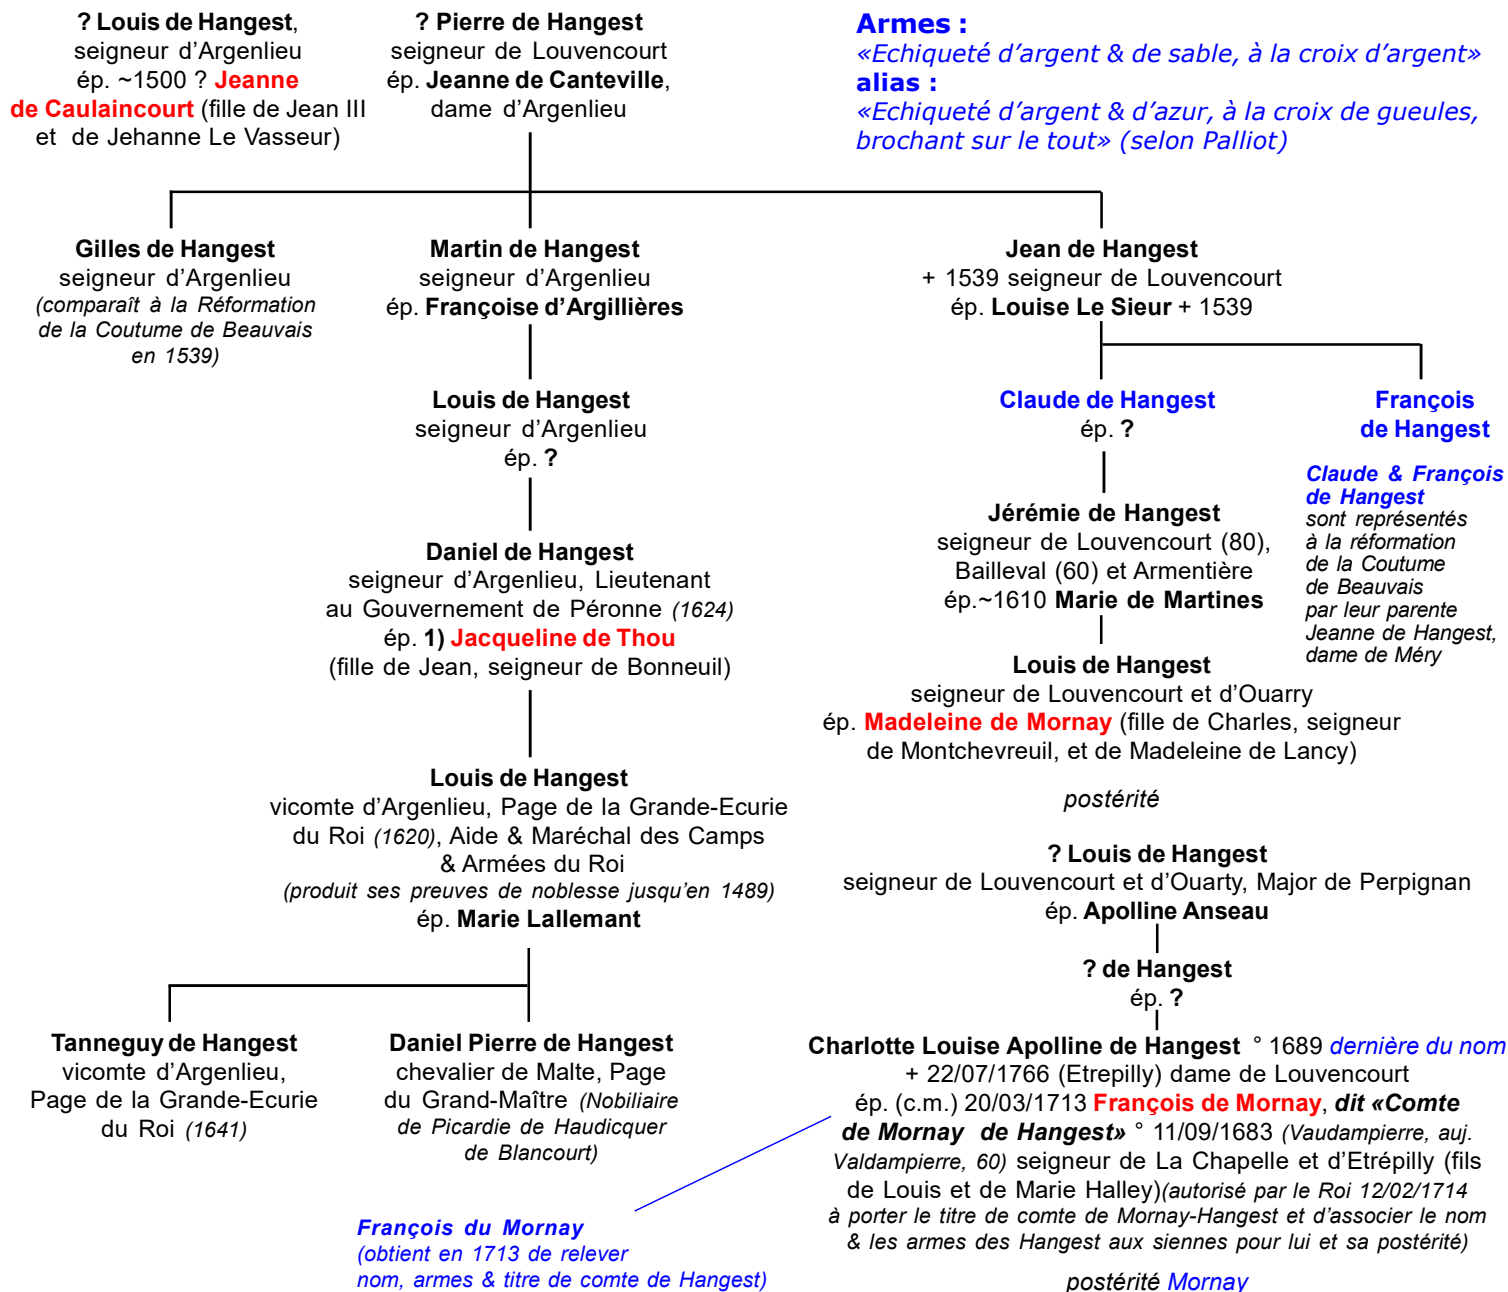 ? Louis de Hangest,
seigneur d’Argenlieu
ép. ~1500 ? Jeanne
de Caulaincourt (fille de Jean III
et de Jehanne Le Vasseur)
? Pierre de Hangest
seigneur de Louvencourt
ép. Jeanne de Canteville,
dame d’Argenlieu
Armes :
«Echiqueté d’argent & de sable, à la croix d’argent»
alias :
«Echiqueté d’argent & d’azur, à la croix de gueules,
brochant sur le tout» (selon Palliot)
Gilles de Hangest
seigneur d’Argenlieu
(comparaît à la Réformation
de la Coutume de Beauvais
en 1539)
Martin de Hangest
seigneur d’Argenlieu
ép. Françoise d’Argillières
Jean de Hangest
+ 1539 seigneur de Louvencourt
ép. Louise Le Sieur + 1539
Louis de Hangest
seigneur d’Argenlieu
ép. ?
Claude de Hangest
ép. ?
François
de Hangest
Claude & François
de Hangest
sont représentés
à la réformation
de la Coutume
de Beauvais
par leur parente
Jeanne de Hangest,
dame de Méry
Daniel de Hangest
seigneur d’Argenlieu, Lieutenant
au Gouvernement de Péronne (1624)
ép. 1) Jacqueline de Thou
(fille de Jean, seigneur de Bonneuil)
Jérémie de Hangest
seigneur de Louvencourt (80),
Bailleval (60) et Armentière
ép.~1610 Marie de Martines
Louis de Hangest
seigneur de Louvencourt et d’Ouarry
ép. Madeleine de Mornay (fille de Charles, seigneur
de Montchevreuil, et de Madeleine de Lancy)
postérité
Louis de Hangest
vicomte d’Argenlieu, Page de la Grande-Ecurie
du Roi (1620), Aide & Maréchal des Camps
& Armées du Roi
(produit ses preuves de noblesse jusqu’en 1489)
ép. Marie Lallemant
? Louis de Hangest
seigneur de Louvencourt et d’Ouarty, Major de Perpignan
ép. Apolline Anseau
? de Hangest
ép. ?
Tanneguy de Hangest
vicomte d’Argenlieu,
Page de la Grande-Ecurie
du Roi (1641)
Daniel Pierre de Hangest
chevalier de Malte, Page
du Grand-Maître (Nobiliaire
de Picardie de Haudicquer
de Blancourt)
Charlotte Louise Apolline de Hangest ° 1689 dernière du nom
+ 22/07/1766 (Etrepilly) dame de Louvencourt
ép. (c.m.) 20/03/1713 François de Mornay, dit «Comte
de Mornay de Hangest» ° 11/09/1683 (Vaudampierre, auj.
Valdampierre, 60) seigneur de La Chapelle et d’Etrépilly (fils
de Louis et de Marie Halley)(autorisé par le Roi 12/02/1714
à porter le titre de comte de Mornay-Hangest et d’associer le nom
& les armes des Hangest aux siennes pour lui et sa postérité)
François du Mornay
(obtient en 1713 de relever
nom, armes & titre de comte de Hangest)
postérité Mornay